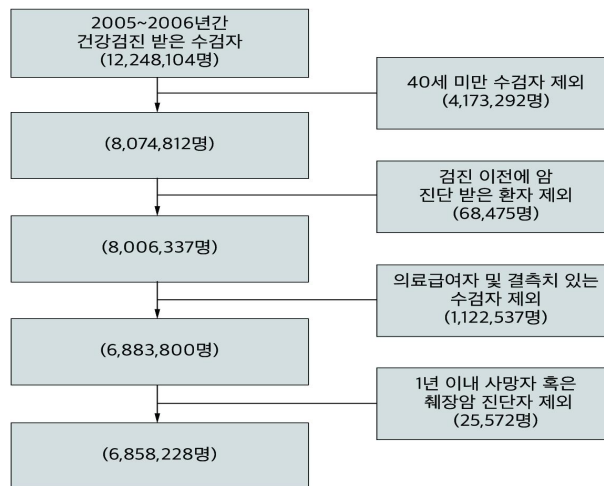 2005~2006년간
건강검진 받은 수검자
(12,248,104명)
40세 미만 수검자 제외
(4,173,292명)
(8,074,812명)
검진 이전에 암
진단 받은 환자 제외
(68,475명)
(8,006,337명)
의료급여자 및 결측치 있는
수검자 제외
(1,122,537명)
(6,883,800명)
1년 이내 사망자 혹은
췌장암 진단자 제외
(25,572명)
(6,858,228명)